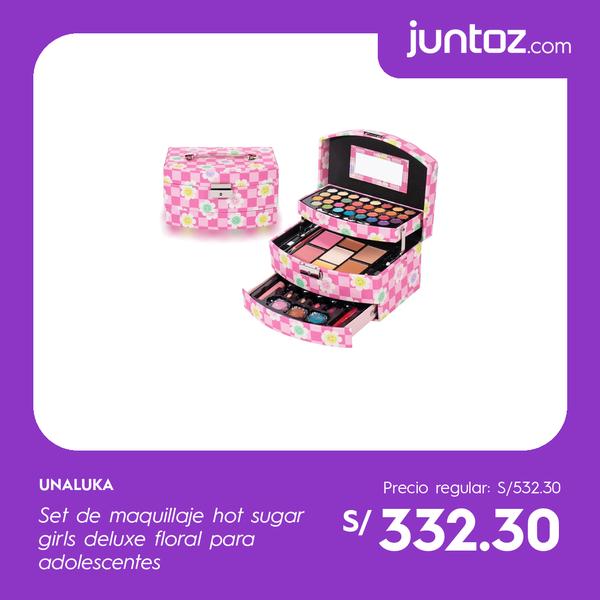 juntoz.com
UNALUKA
Set de maquillaje hot sugar
girls deluxe floral para
adolescentes
Precio regular: S/532.30
S/ 332.30